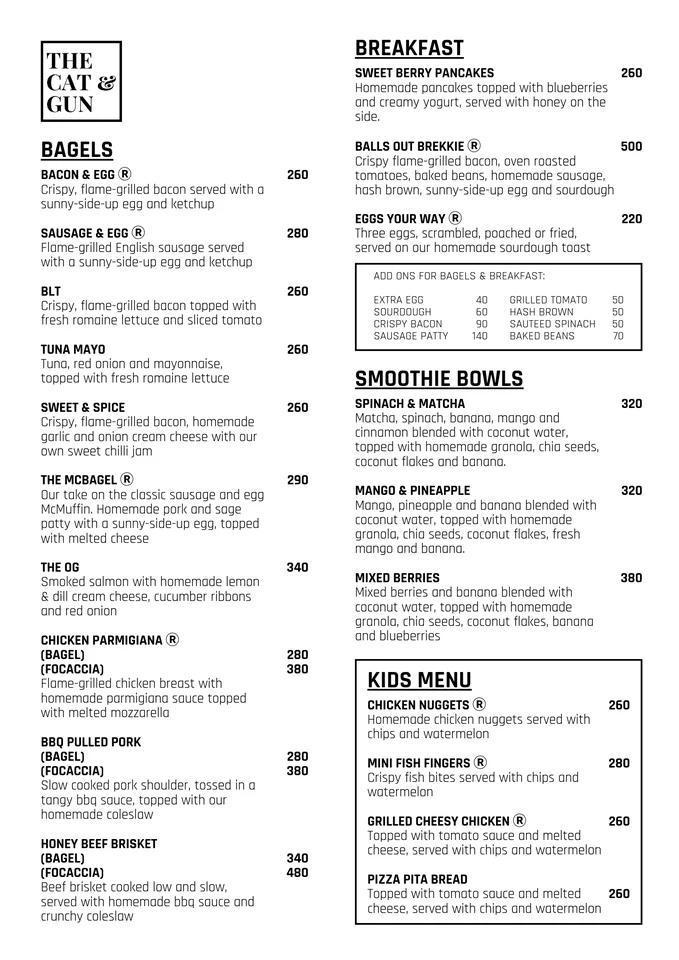 THE
CAT &
GUN
BAGELS
BACON & EGG Ⓡ 260
Crispy, flame-grilled bacon served with a
sunny-side-up egg and ketchup
SAUSAGE & EGG Ⓡ 280
Flame-grilled English sausage served
with a sunny-side-up egg and ketchup
BLT 260
Crispy, flame-grilled bacon topped with
fresh romaine lettuce and sliced tomato
TUNA MAYO 260
Tuna, red onion and mayonnaise,
topped with fresh romaine lettuce
SWEET & SPICE 260
Crispy, flame-grilled bacon, homemade
garlic and onion cream cheese with our
own sweet chilli jam
THE MCBAGEL Ⓡ 290
Our take on the classic sausage and egg
McMuffin. Homemade pork and sage
patty with a sunny-side-up egg, topped
with melted cheese
THE OG 340
Smoked salmon with homemade lemon
& dill cream cheese, cucumber ribbons
and red onion
CHICKEN PARMIGIANA Ⓡ
(BAGEL) 280
(FOCACCIA) 380
Flame-grilled chicken breast with
homemade parmigiana sauce topped
with melted mozzarella
BBQ PULLED PORK
(BAGEL) 280
(FOCACCIA) 380
Slow cooked pork shoulder, tossed in a
tangy bbq sauce, topped with our
homemade coleslaw
HONEY BEEF BRISKET
(BAGEL) 340
(FOCACCIA) 480
Beef brisket cooked low and slow,
served with homemade bbq sauce and
crunchy coleslaw
BREAKFAST
SWEET BERRY PANCAKES 260
Homemade pancakes topped with blueberries
and creamy yogurt, served with honey on the
side.
BALLS OUT BREKKIE Ⓡ 500
Crispy flame-grilled bacon, oven roasted
tomatoes, baked beans, homemade sausage,
hash brown, sunny-side-up egg and sourdough
EGGS YOUR WAY Ⓡ 220
Three eggs, scrambled, poached or fried,
served on our homemade sourdough toast
ADD ONS FOR BAGELS & BREAKFAST:
EXTRA EGG 40 GRILLED TOMATO 50
SOURDOUGH 60 HASH BROWN 50
CRISPY BACON 90 SAUTEED SPINACH 50
SAUSAGE PATTY 140 BAKED BEANS 70
SMOOTHIE BOWLS
SPINACH & MATCHA 320
Matcha, spinach, banana, mango and
cinnamon blended with coconut water,
topped with homemade granola, chia seeds,
coconut flakes and banana.
MANGO & PINEAPPLE 320
Mango, pineapple and banana blended with
coconut water, topped with homemade
granola, chia seeds, coconut flakes, fresh
mango and banana.
MIXED BERRIES 380
Mixed berries and banana blended with
coconut water, topped with homemade
granola, chia seeds, coconut flakes, banana
and blueberries
KIDS MENU
CHICKEN NUGGETS Ⓡ 260
Homemade chicken nuggets served with
chips and watermelon
MINI FISH FINGERS Ⓡ 280
Crispy fish bites served with chips and
watermelon
GRILLED CHEESY CHICKEN Ⓡ 260
Topped with tomato sauce and melted
cheese, served with chips and watermelon
PIZZA PITA BREAD
Topped with tomato sauce and melted 260
cheese, served with chips and watermelon